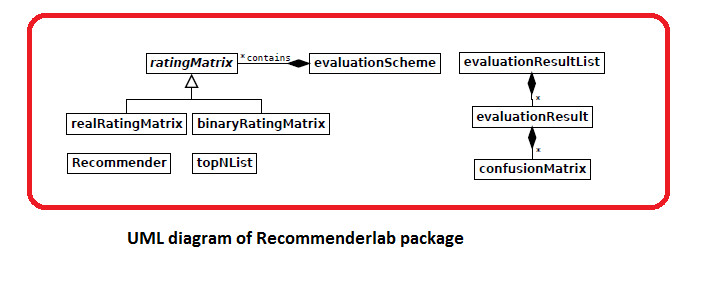 ratingMatrix
* contains
evaluationScheme
evaluationResultList
*
realRatingMatrix
binaryRatingMatrix
evaluationResult
*
Recommender
topNList
confusionMatrix
UML diagram of Recommenderlab package